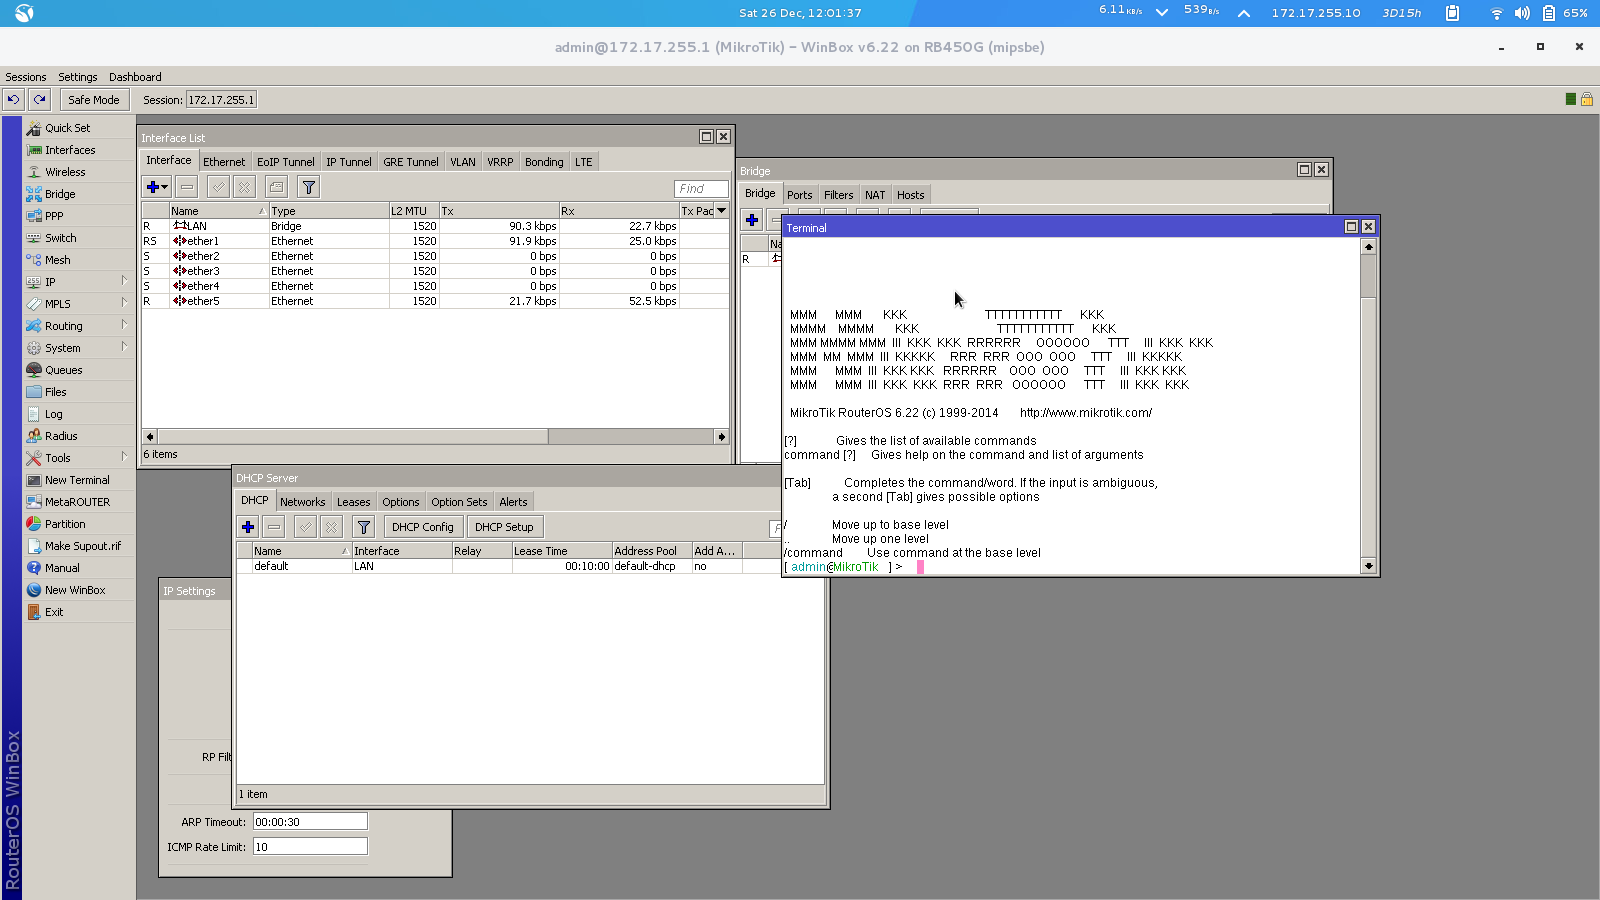 Sat 26 Dec, 12:01:37
6.11 KB/s
539 B/s
172.17.255.10
3D15h
65%
admin@172.17.255.1 (MikroTik) - WinBox v6.22 on RB450G (mipsbe)
Sessions Settings Dashboard
Safe Mode Session: 172.17.255.1
RouterOS WinBox
Quick Set
Interfaces
Wireless
Bridge
PPP
Switch
Mesh
IP
MPLS
Routing
System
Queues
Files
Log
Radius
Tools
New Terminal
MetaROUTER
Partition
Make Supout.rif
Manual
New WinBox
Exit
Interface List
Interface Ethernet EoIP Tunnel IP Tunnel GRE Tunnel VLAN VRRP Bonding LTE
Find
Name Type L2 MTU Tx Rx Tx Pac
R LAN Bridge 1520 90.3 kbps 22.7 kbps
RS ether1 Ethernet 1520 91.9 kbps 25.0 kbps
S ether2 Ethernet 1520 0 bps 0 bps
S ether3 Ethernet 1520 0 bps 0 bps
S ether4 Ethernet 1520 0 bps 0 bps
R ether5 Ethernet 1520 21.7 kbps 52.5 kbps
6 items
Bridge
Bridge Ports Filters NAT Hosts
R
Terminal
MMM MMM KKK TTTTTTTTTTT KKK
MMMM MMMM KKK TTTTTTTTTTT KKK
MMM MMMM MMM III KKK KKK RRRRRR OOOOOO TTT III KKK KKK
MMM MM MMM III KKKKK RRR RRR OOO OOO TTT III KKKKK
MMM MMM III KKK KKK RRRRRR OOO OOO TTT III KKK KKK
MMM MMM III KKK KKK RRR RRR OOOOOO TTT III KKK KKK
MikroTik RouterOS 6.22 (c) 1999-2014 http://www.mikrotik.com/
[?] Gives the list of available commands
command [?] Gives help on the command and list of arguments
[Tab] Completes the command/word. If the input is ambiguous,
a second [Tab] gives possible options
/ Move up to base level
.. Move up one level
/command Use command at the base level
[ admin@MikroTik ] >
DHCP Server
DHCP Networks Leases Options Option Sets Alerts
DHCP Config DHCP Setup
Name Interface Relay Lease Time Address Pool Add A...
default LAN 00:10:00 default-dhcp no
1 item
IP Settings
ARP Timeout: 00:00:30
ICMP Rate Limit: 10